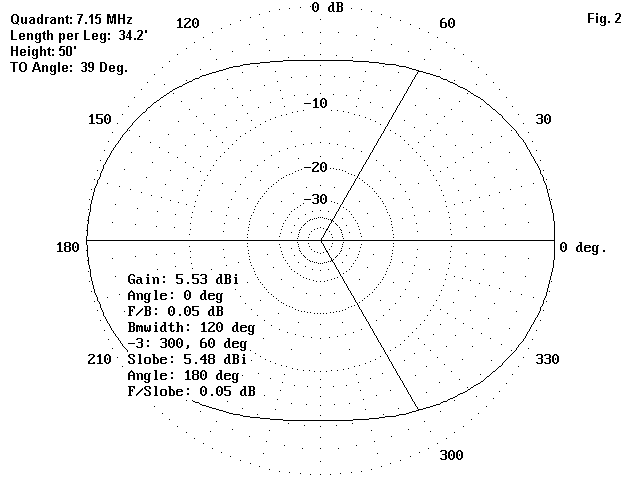 Quadrant: 7.15 MHz
Length per Leg: 34.2'
Height: 50'
TO Angle: 39 Deg.
0 dB
Fig. 2
120
60
-10
150
30
-20
-30
180
0 deg.
Gain: 5.53 dBi
Angle: 0 deg
F/B: 0.05 dB
Bmwidth: 120 deg
-3: 300, 60 deg
Slobe: 5.48 dBi
Angle: 180 deg
F/Slobe: 0.05 dB
210
330
300